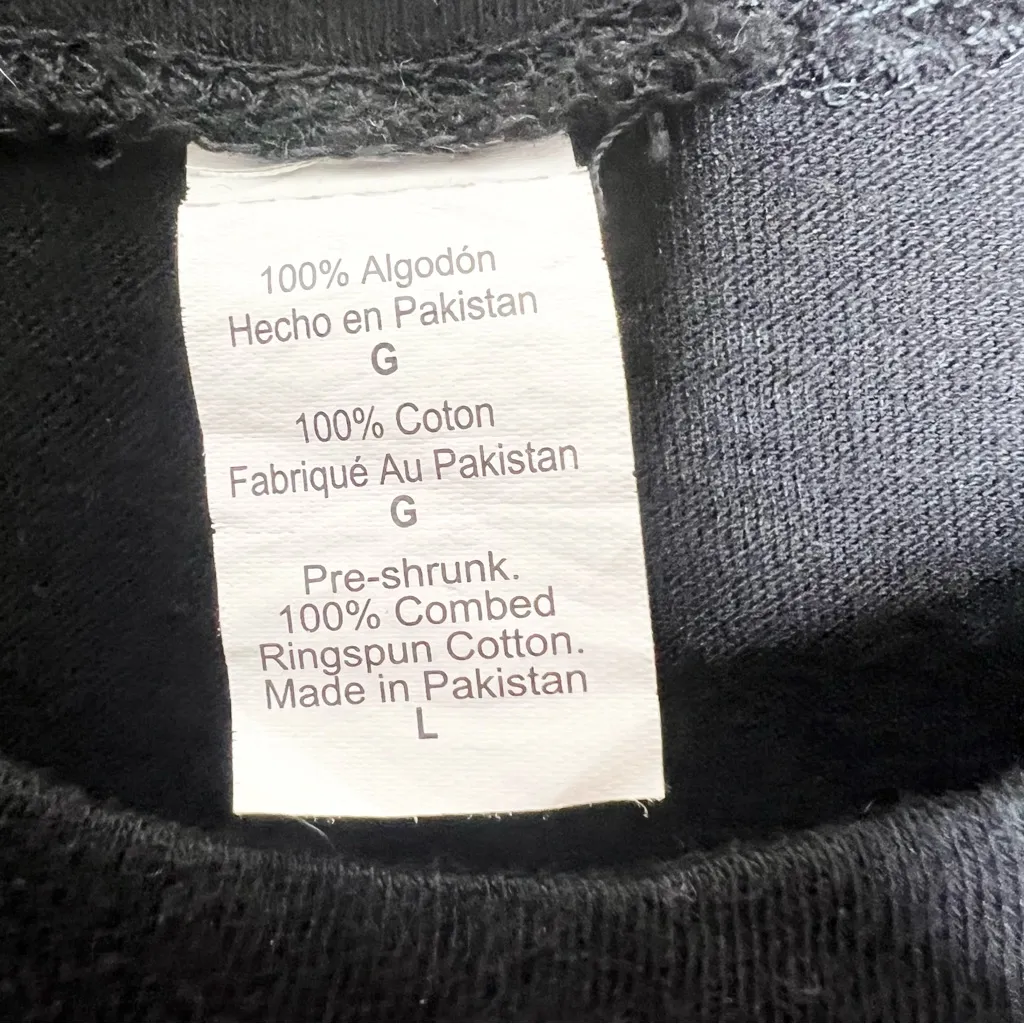 100% Algodón
Hecho en Pakistan
G
100% Coton
Fabriqué Au Pakistan
G
Pre-shrunk.
100% Combed
Ringspun Cotton.
Made in Pakistan
L